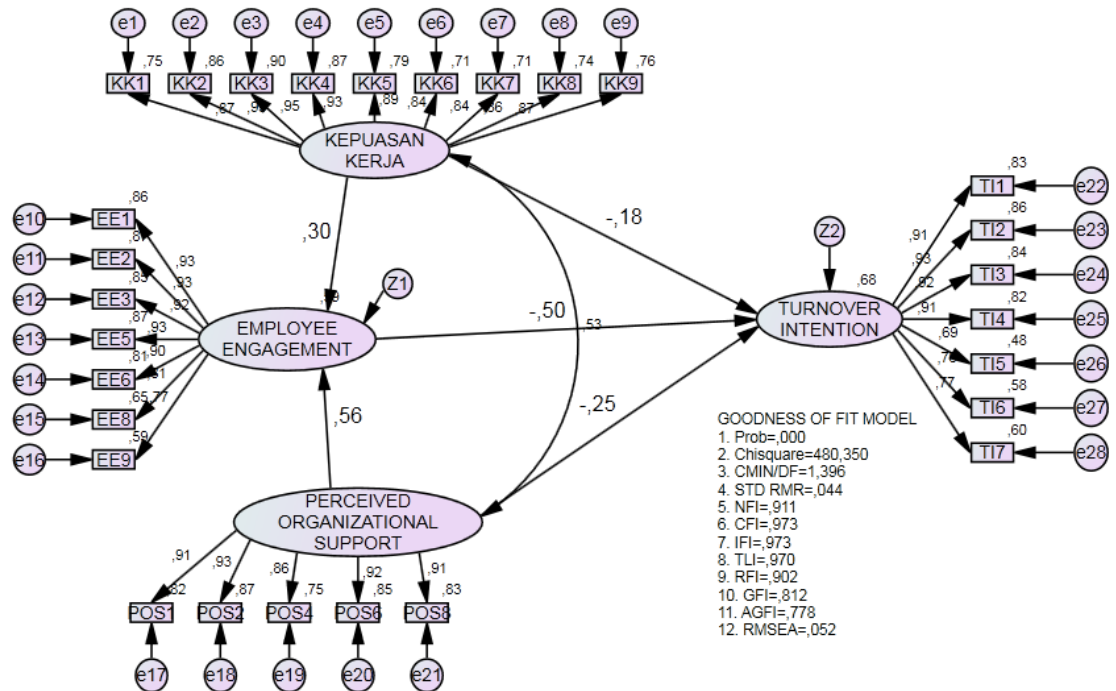 e1 e2 e3 e4 e5 e6 e7 e8 e9
,75 ,86 ,90 ,87 ,79 ,71 ,71 ,74 ,76
KK1 KK2 KK3 KK4 KK5 KK6 KK7 KK8 KK9
,87 ,95 ,93 ,89 ,84 ,84 ,87
KEPUASAN
KERJA
,30
-,18
-,50
,53
-,25
,56
e10 EE1 ,86
e11 EE2
e12 EE3
e13 EE5 ,87
e14 EE6 ,81
e15 EE8 ,65
e16 EE9 ,59
,93
,93
,92
,93
,90
,77
Z1
EMPLOYEE
ENGAGEMENT
Z2
,68
TURNOVER
INTENTION
,83
TI1 e22
,86
TI2 e23
,84
TI3 e24
,82
TI4 e25
,48
TI5 e26
,58
TI6 e27
,60
TI7 e28
,91
,93
,92
,91
,69
,77
PERCEIVED
ORGANIZATIONAL
SUPPORT
,91 ,93 ,86 ,92 ,91
,82 ,87 ,75 ,85 ,83
POS1 POS2 POS4 POS6 POS8
e17 e18 e19 e20 e21
GOODNESS OF FIT MODEL
1. Prob=,000
2. Chisquare=480,350
3. CMIN/DF=1,396
4. STD RMR=,044
5. NFI=,911
6. CFI=,973
7. IFI=,973
8. TLI=,970
9. RFI=,902
10. GFI=,812
11. AGFI=,778
12. RMSEA=,052